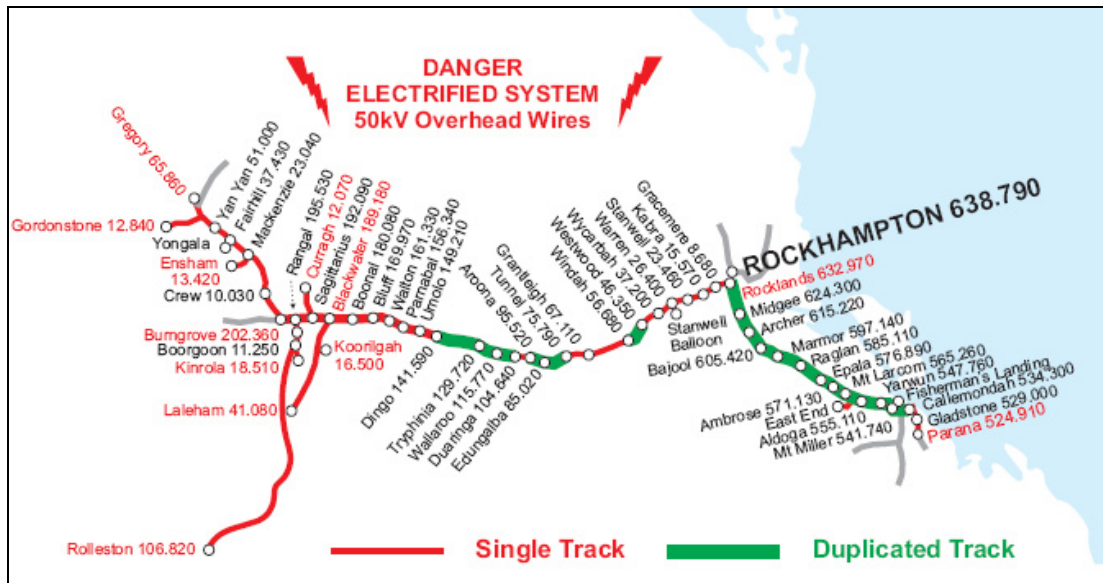 DANGER
ELECTRIFIED SYSTEM
50kV Overhead Wires
Gregory 65.860
Gordonstone 12.840
Yan Yan 51.000
Fairhill 37.430
Mackenzie 23.040
Yongala
Ensham
13.420
Crew 10.030
Rangal 195.530
Curragh 12.070
Sagittarius 192.090
Blackwater 189.180
Boonal 180.080
Bluff 169.970
Walton 161.330
Parnabal 156.340
Umolo 149.210
Burngrove 202.360
Boorgoon 11.250
Kinrola 18.510
Koorilgah
16.500
Laleham 41.080
Rolleston 106.820
Dingo 141.590
Tryphinia 129.720
Wallaroo 115.770
Duaringa 104.640
Aroona 95.520
Edungalba 85.020
Tunnel 75.790
Grantleigh 67.110
Windah 56.680
Westwood 46.350
Wycarbah 37.200
Warren 26.400
Stanwell 23.460
Kabra 15.570
Gracemere 8.680
Stanwell
Balloon
ROCKHAMPTON 638.790
Rocklands 632.970
Midgee 624.300
Archer 615.220
Bajool 605.420
Marmor 597.140
Raglan 585.110
Epala 576.890
Ambrose 571.130
Mt Larcom 565.260
East End
Aldoga 555.110
Yarwun 547.760
Mt Miller 541.740
Fisherman's Landing
Callemondah 534.300
Gladstone 529.000
Parana 524.910
Single Track
Duplicated Track